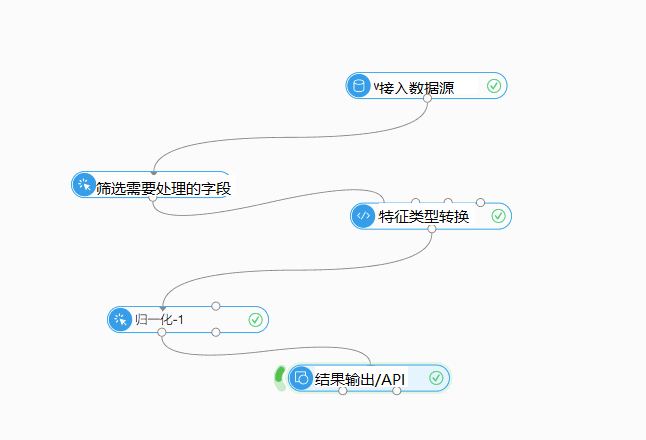 v接入数据源
筛选需要处理的字段
特征类型转换
归一化-1
结果输出/API